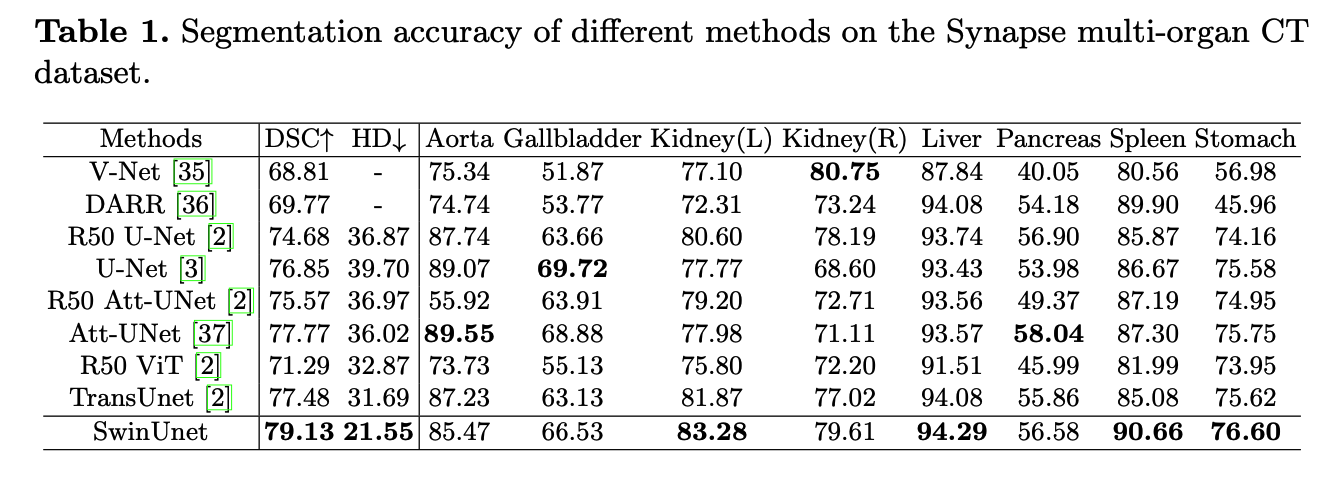 Table 1. Segmentation accuracy of different methods on the Synapse multi-organ CT
dataset.
Methods DSC↑ HD↓ Aorta Gallbladder Kidney(L) Kidney(R) Liver Pancreas Spleen Stomach
V-Net [35] 68.81 - 75.34 51.87 77.10 80.75 87.84 40.05 80.56 56.98
DARR [36] 69.77 - 74.74 53.77 72.31 73.24 94.08 54.18 89.90 45.96
R50 U-Net [2] 74.68 36.87 87.74 63.66 80.60 78.19 93.74 56.90 85.87 74.16
U-Net [3] 76.85 39.70 89.07 69.72 77.77 68.60 93.43 53.98 86.67 75.58
R50 Att-UNet [2] 75.57 36.97 55.92 63.91 79.20 72.71 93.56 49.37 87.19 74.95
Att-UNet [37] 77.77 36.02 89.55 68.88 77.98 71.11 93.57 58.04 87.30 75.75
R50 ViT [2] 71.29 32.87 73.73 55.13 75.80 72.20 91.51 45.99 81.99 73.95
TransUnet [2] 77.48 31.69 87.23 63.13 81.87 77.02 94.08 55.86 85.08 75.62
SwinUnet 79.13 21.55 85.47 66.53 83.28 79.61 94.29 56.58 90.66 76.60